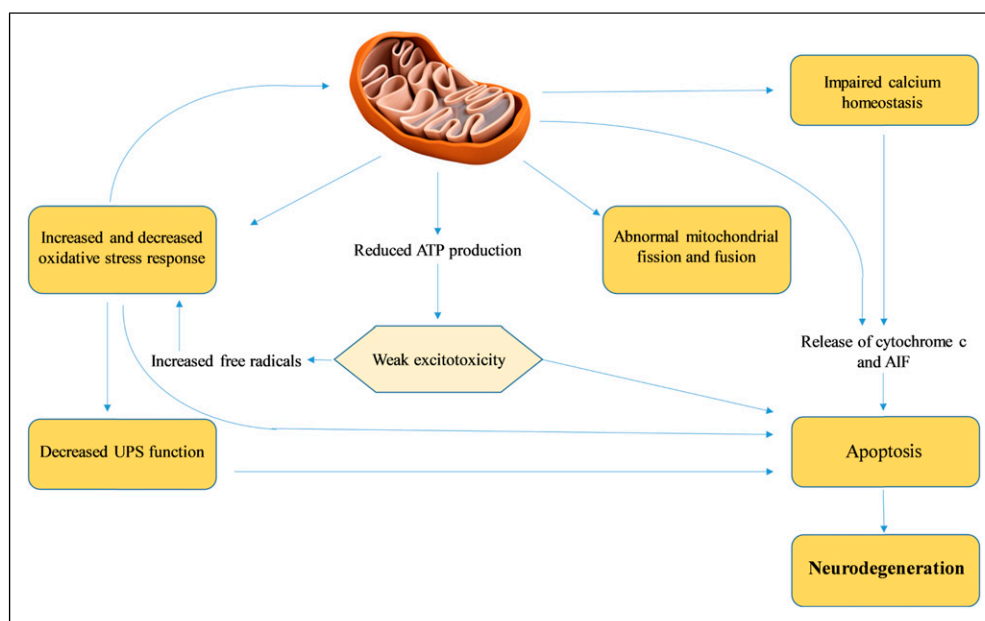 Impaired calcium
homeostasis
Increased and decreased
oxidative stress response
Reduced ATP production
Abnormal mitochondrial
fission and fusion
Increased free radicals
Weak excitotoxicity
Release of cytochrome c
and AIF
Decreased UPS function
Apoptosis
Neurodegeneration